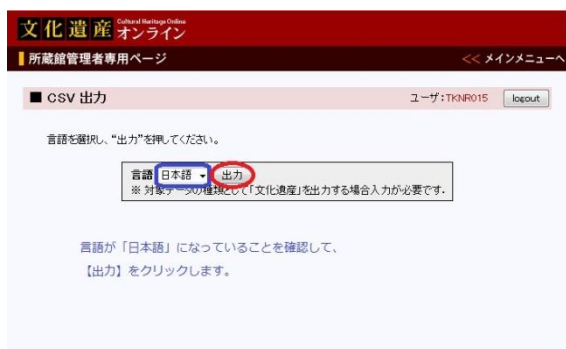 文化遺産 Cultural Heritage Online オンライン
所蔵館管理者専用ページ << メインメニューへ
■ CSV 出力 ユーザ:TKNR015 logout
言語を選択し、"出力"を押してください。
言語 日本語 出力
※ 対象データの種類として「文化遺産」を出力する場合入力が必要です.
言語が「日本語」になっていることを確認して、
【出力】をクリックします。